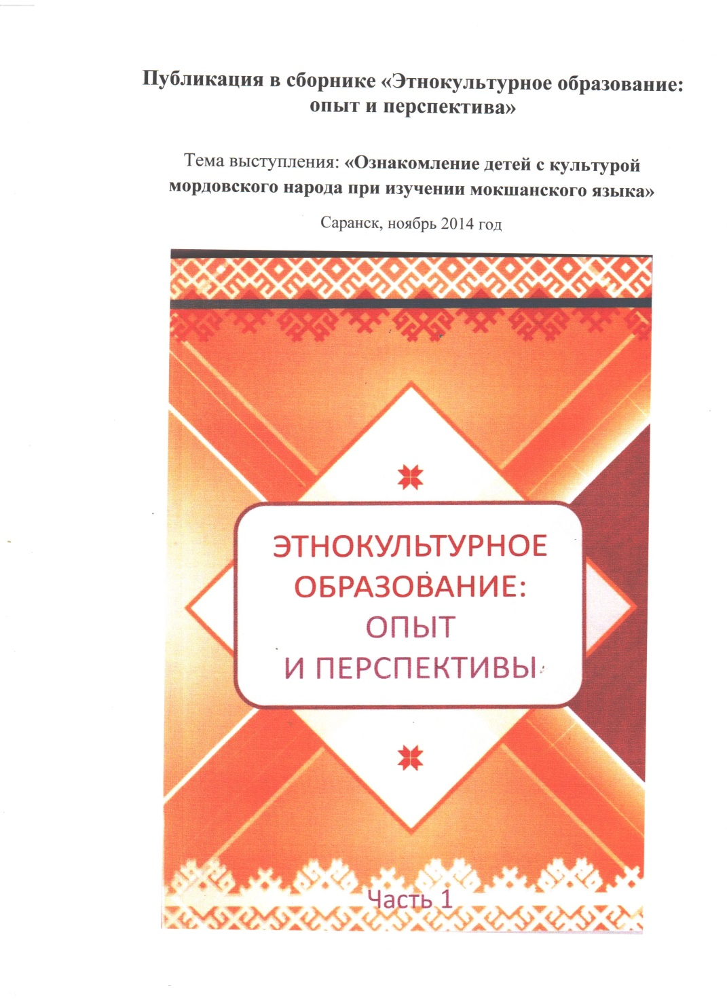 Публикация в сборнике «Этнокультурное образование:
опыт и перспектива»
Тема выступления: «Ознакомление детей с культурой
мордовского народа при изучении мокшанского языка»
Саранск, ноябрь 2014 год
ЭТНОКУЛЬТУРНОЕ
ОБРАЗОВАНИЕ:
ОПЫТ
И ПЕРСПЕКТИВЫ
Часть 1